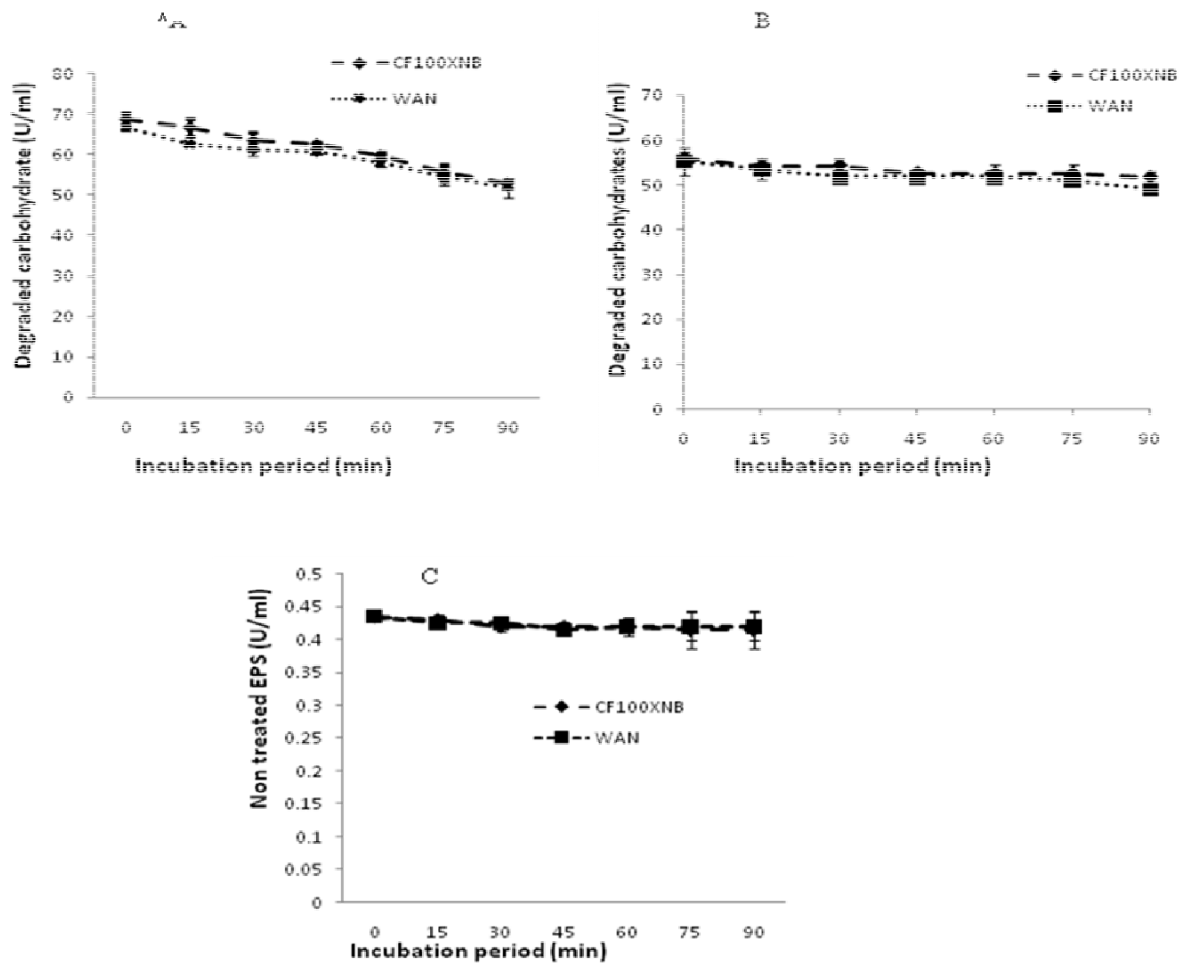 A
CF100XNB
WAN
Degraded carbohydrate (U/ml)
80
70
60
50
40
30
20
10
0
0 15 30 45 60 75 90
Incubation period (min)
B
CF100XNB
WAN
Degraded carbohydrates (U/ml)
70
60
50
40
30
20
10
0
0 15 30 45 60 75 90
Incubation period (min)
C
Non treated EPS (U/ml)
0.5
0.45
0.4
0.35
0.3
0.25
0.2
0.15
0.1
0.05
0
CF100XNB
WAN
0 15 30 45 60 75 90
Incubation period (min)